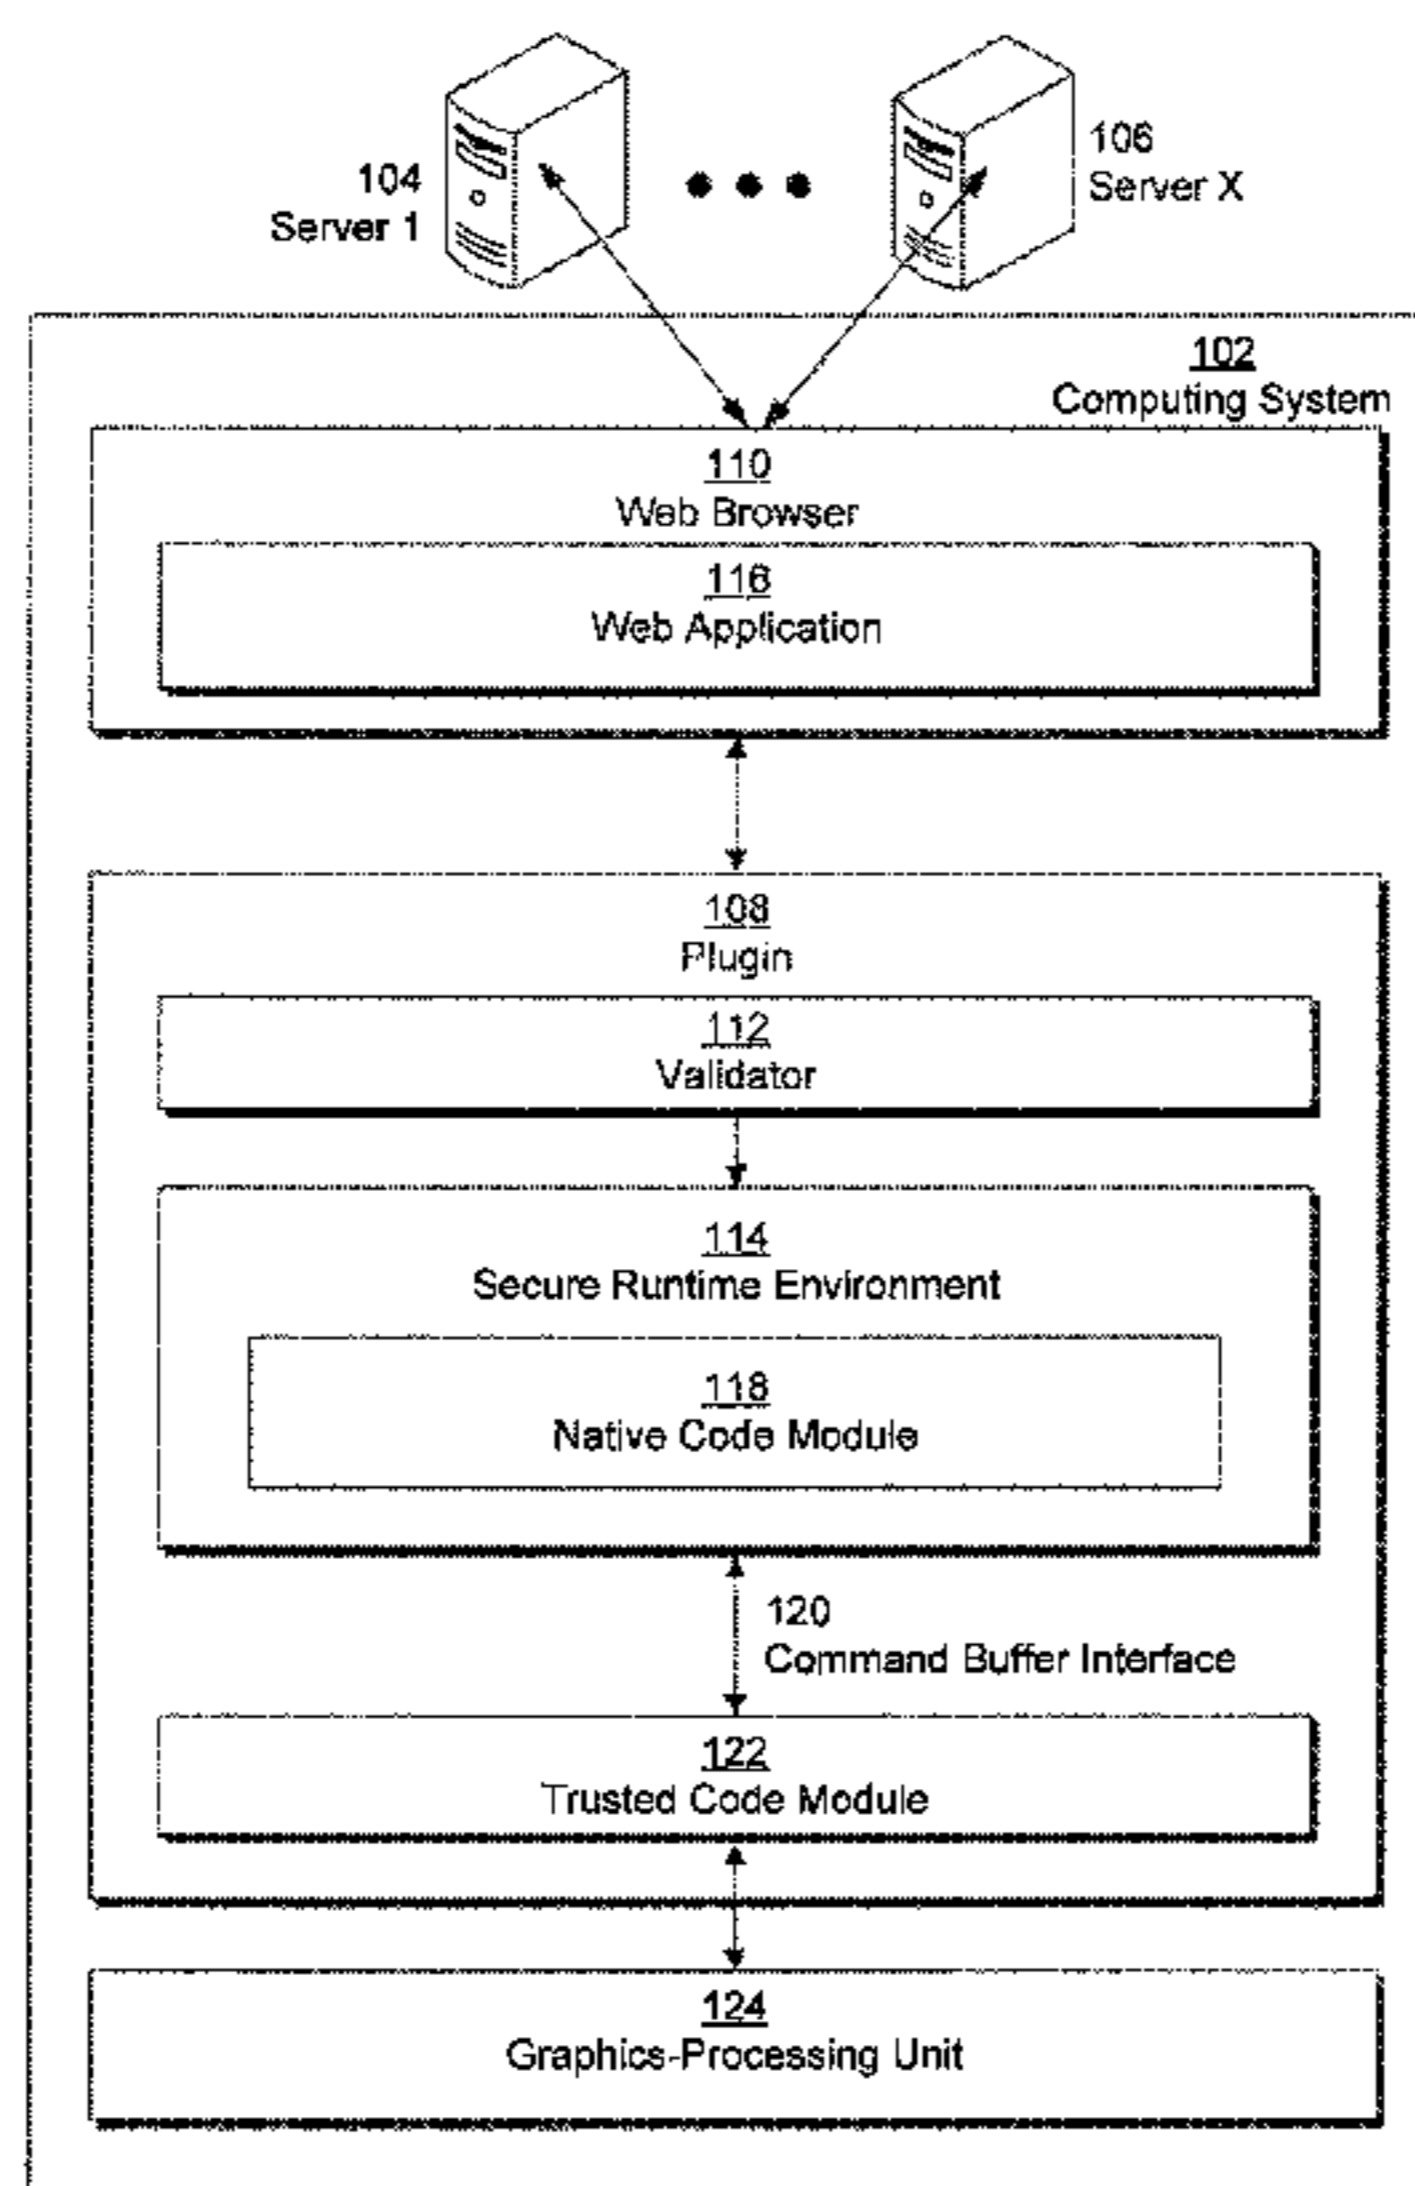 104
Server 1
106
Server X
102
Computing System
110
Web Browser
116
Web Application
108
Plugin
112
Validator
114
Secure Runtime Environment
118
Native Code Module
120
Command Buffer Interface
122
Trusted Code Module
124
Graphics-Processing Unit